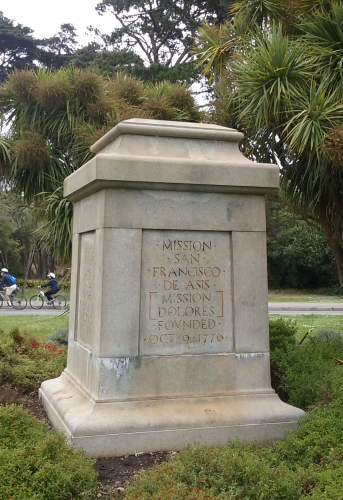 MISSION
· SAN ·
FRANCISCO
DE · ASIS
[MISSION
DOLORES]
· FOVNDED ·
· OCT · 9 · 1776 ·